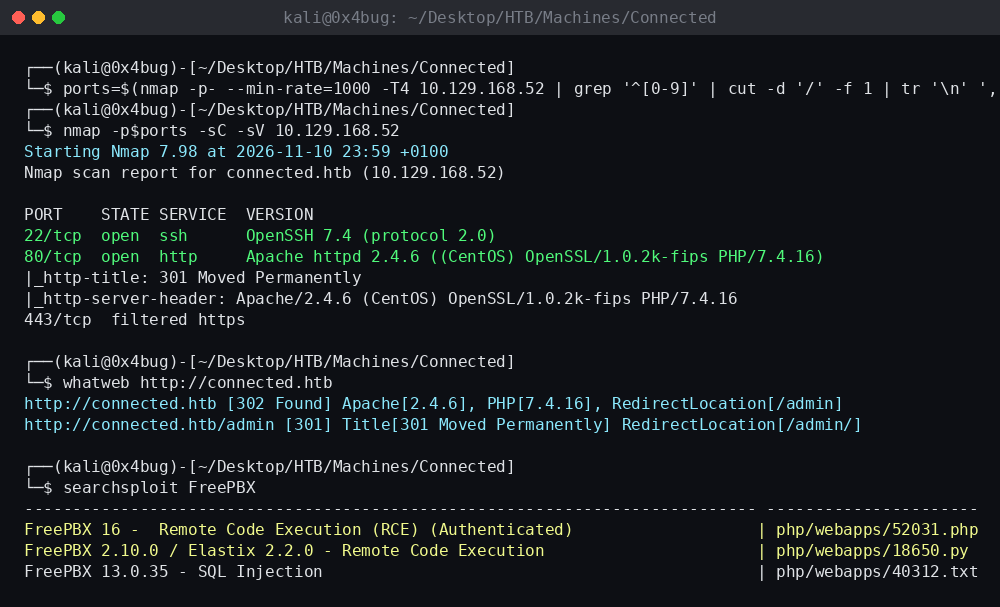 kali@0x4bug: ~/Desktop/HTB/Machines/Connected
┌──(kali@0x4bug)-[~/Desktop/HTB/Machines/Connected]
└─$ ports=$(nmap -p- --min-rate=1000 -T4 10.129.168.52 | grep '^[0-9]' | cut -d '/' -f 1 | tr '\n' ',
┌──(kali@0x4bug)-[~/Desktop/HTB/Machines/Connected]
└─$ nmap -p$ports -sC -sV 10.129.168.52
Starting Nmap 7.98 at 2026-11-10 23:59 +0100
Nmap scan report for connected.htb (10.129.168.52)
PORT    STATE SERVICE  VERSION
22/tcp  open  ssh      OpenSSH 7.4 (protocol 2.0)
80/tcp  open  http     Apache httpd 2.4.6 ((CentOS) OpenSSL/1.0.2k-fips PHP/7.4.16)
|_http-title: 301 Moved Permanently
|_http-server-header: Apache/2.4.6 (CentOS) OpenSSL/1.0.2k-fips PHP/7.4.16
443/tcp  filtered https
┌──(kali@0x4bug)-[~/Desktop/HTB/Machines/Connected]
└─$ whatweb http://connected.htb
http://connected.htb [302 Found] Apache[2.4.6], PHP[7.4.16], RedirectLocation[/admin]
http://connected.htb/admin [301] Title[301 Moved Permanently] RedirectLocation[/admin/]
┌──(kali@0x4bug)-[~/Desktop/HTB/Machines/Connected]
└─$ searchsploit FreePBX
---------------------------------------------------------------------------- ----------------------
FreePBX 16 -  Remote Code Execution (RCE) (Authenticated)                   | php/webapps/52031.php
FreePBX 2.10.0 / Elastix 2.2.0 - Remote Code Execution                      | php/webapps/18650.py
FreePBX 13.0.35 - SQL Injection                                             | php/webapps/40312.txt